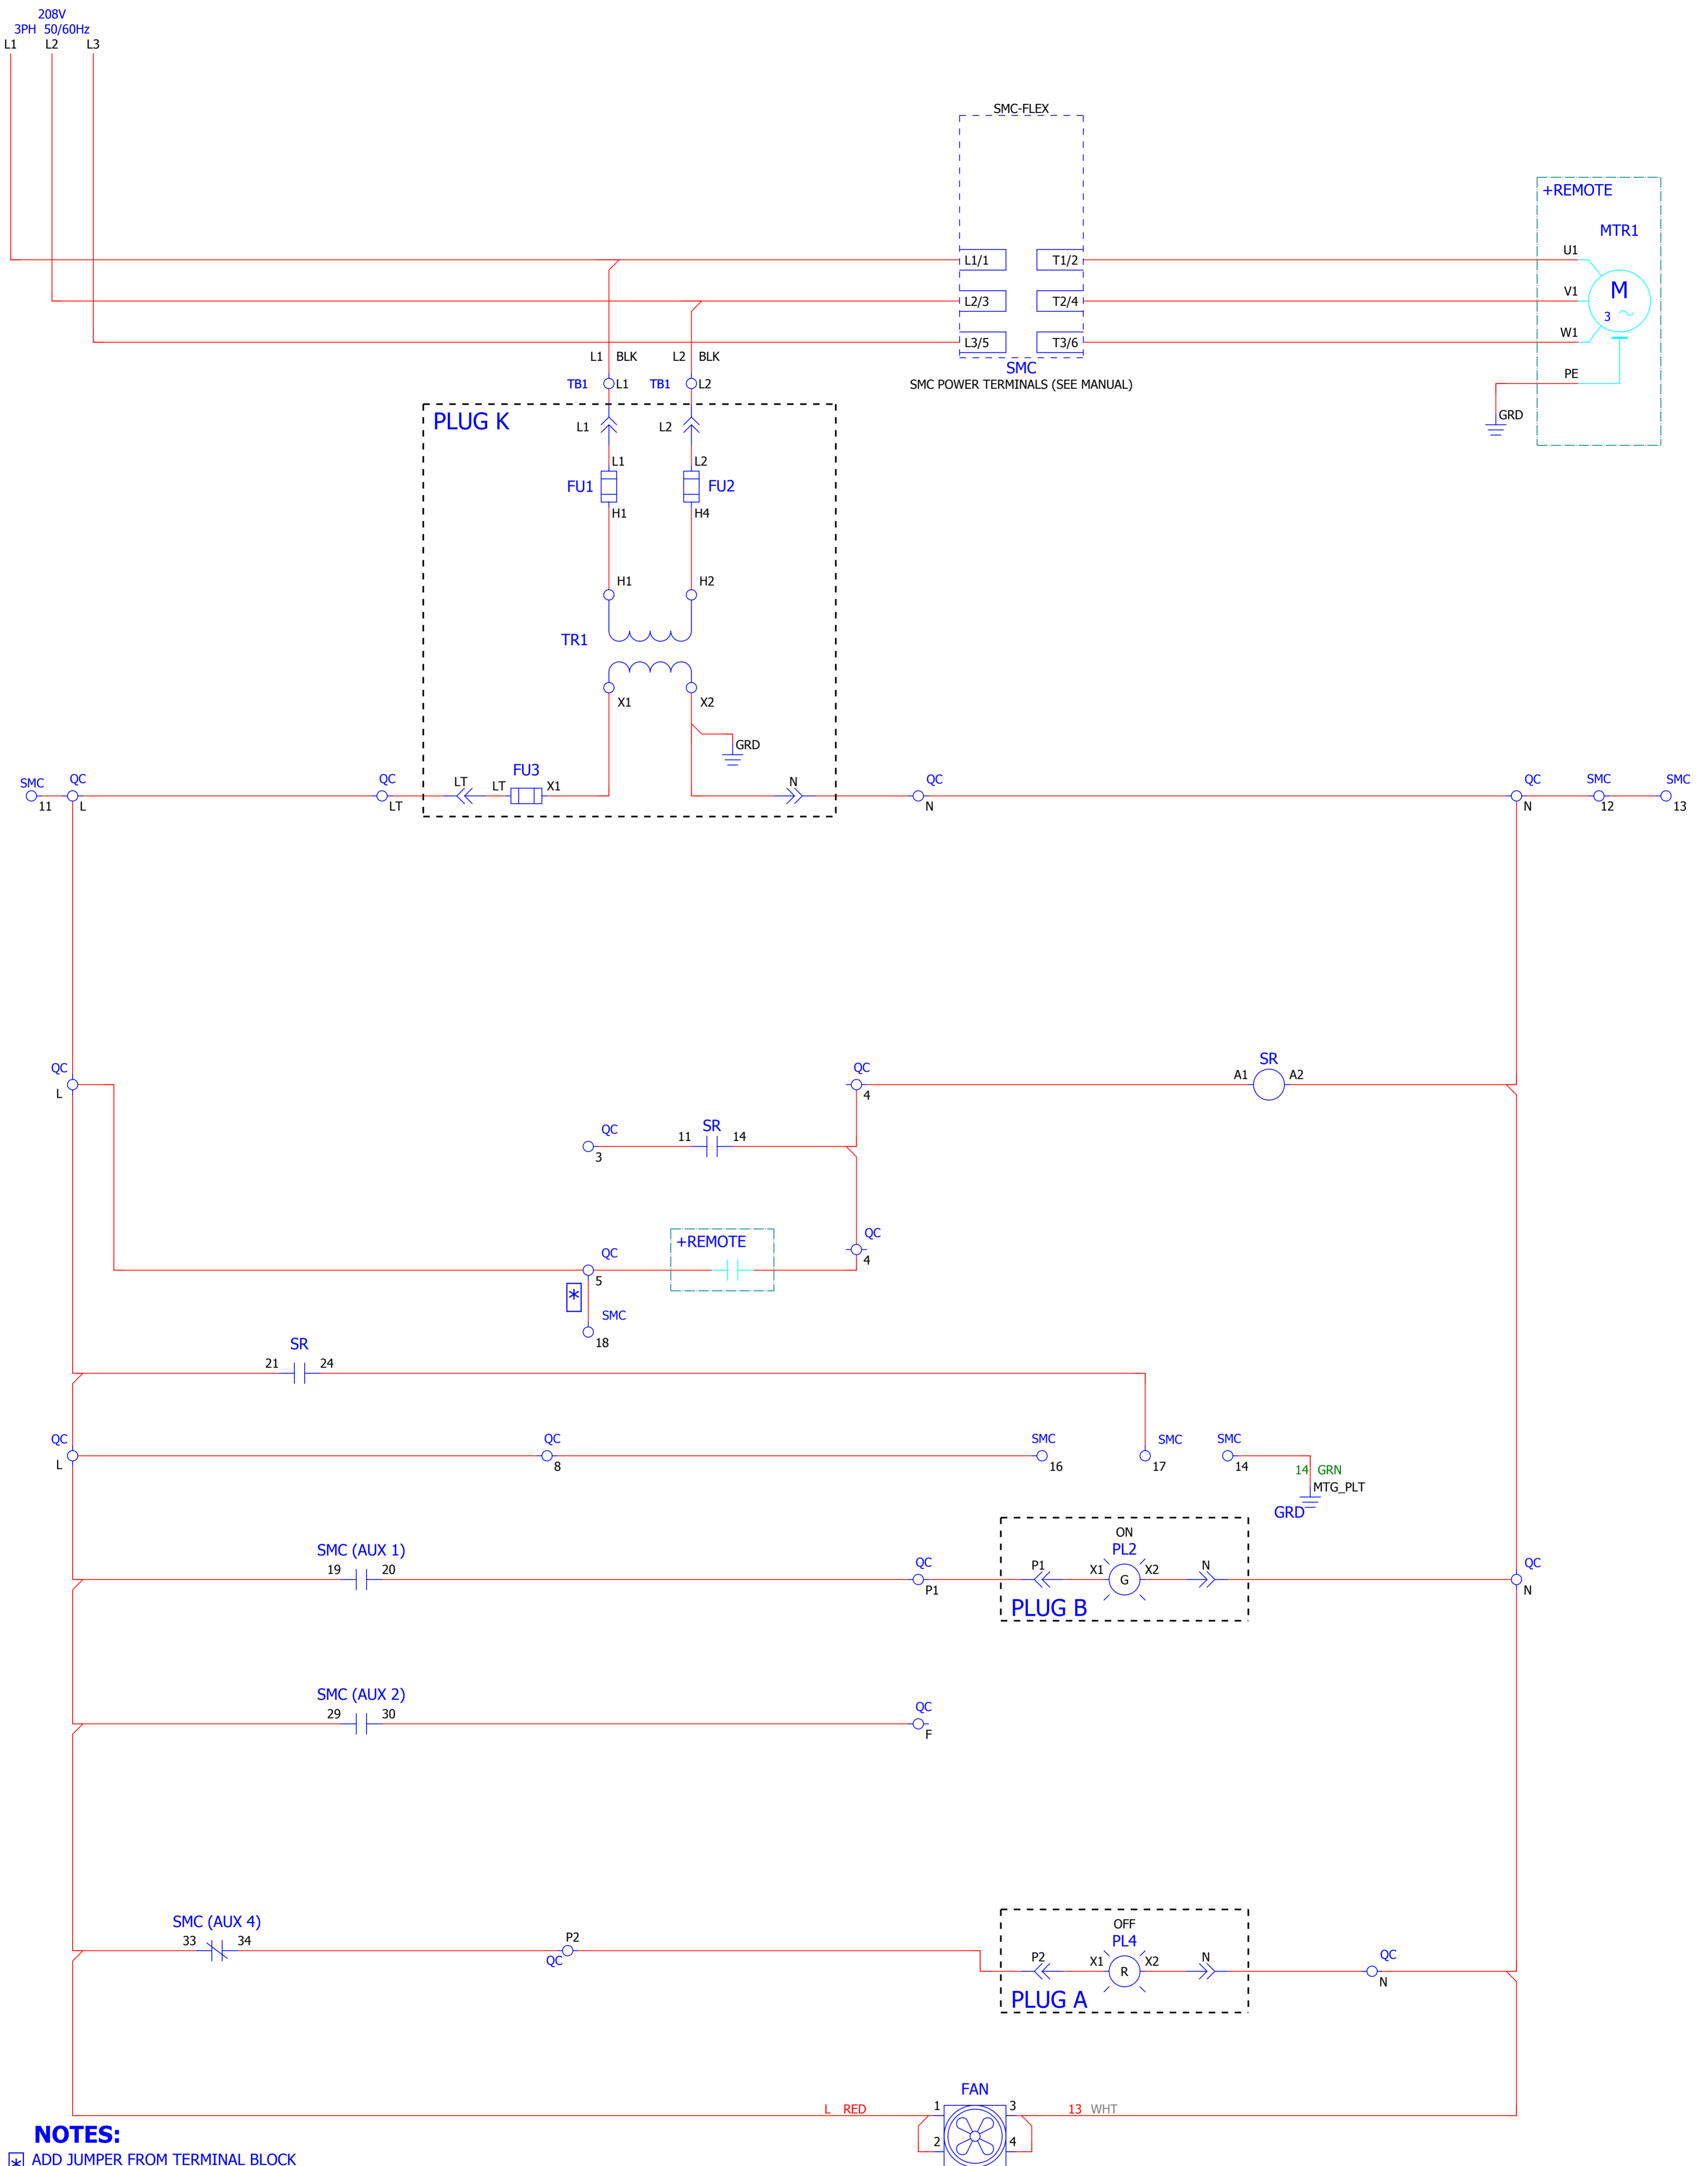 208V
3PH 50/60Hz
L1 L2 L3
SMC-FLEX
+REMOTE
MTR1
L1/1 T1/2 U1
L2/3 T2/4 V1
M
3
L3/5 T3/6 W1
L1 BLK L2 BLK
SMC
SMC POWER TERMINALS (SEE MANUAL)
TB1 L1 TB1 L2
PE
GRD
PLUG K
L1 L2
L1 L2
FU1 FU2
H1 H4
H1 H2
TR1
X1 X2
GRD
SMC QC QC LT LT FU3 X1 N QC QC SMC SMC
11 L LT N N 12 13
QC QC A1 SR A2
L 4
QC 11 SR 14
3
+REMOTE
QC QC
5 4
*
SMC
18
SR
21 24
QC QC SMC SMC SMC
L 8 16 17 14
14 GRN
MTG_PLT
GRD
ON
SMC (AUX 1) PL2
19 20 QC P1 X1 G X2 N QC
P1 N
PLUG B
SMC (AUX 2)
29 30 QC
F
OFF
SMC (AUX 4) PL4
33 34 P2 P2 X1 R X2 N QC
QC N
PLUG A
FAN
L RED 1 3 13 WHT
2 4
NOTES:
* ADD JUMPER FROM TERMINAL BLOCK